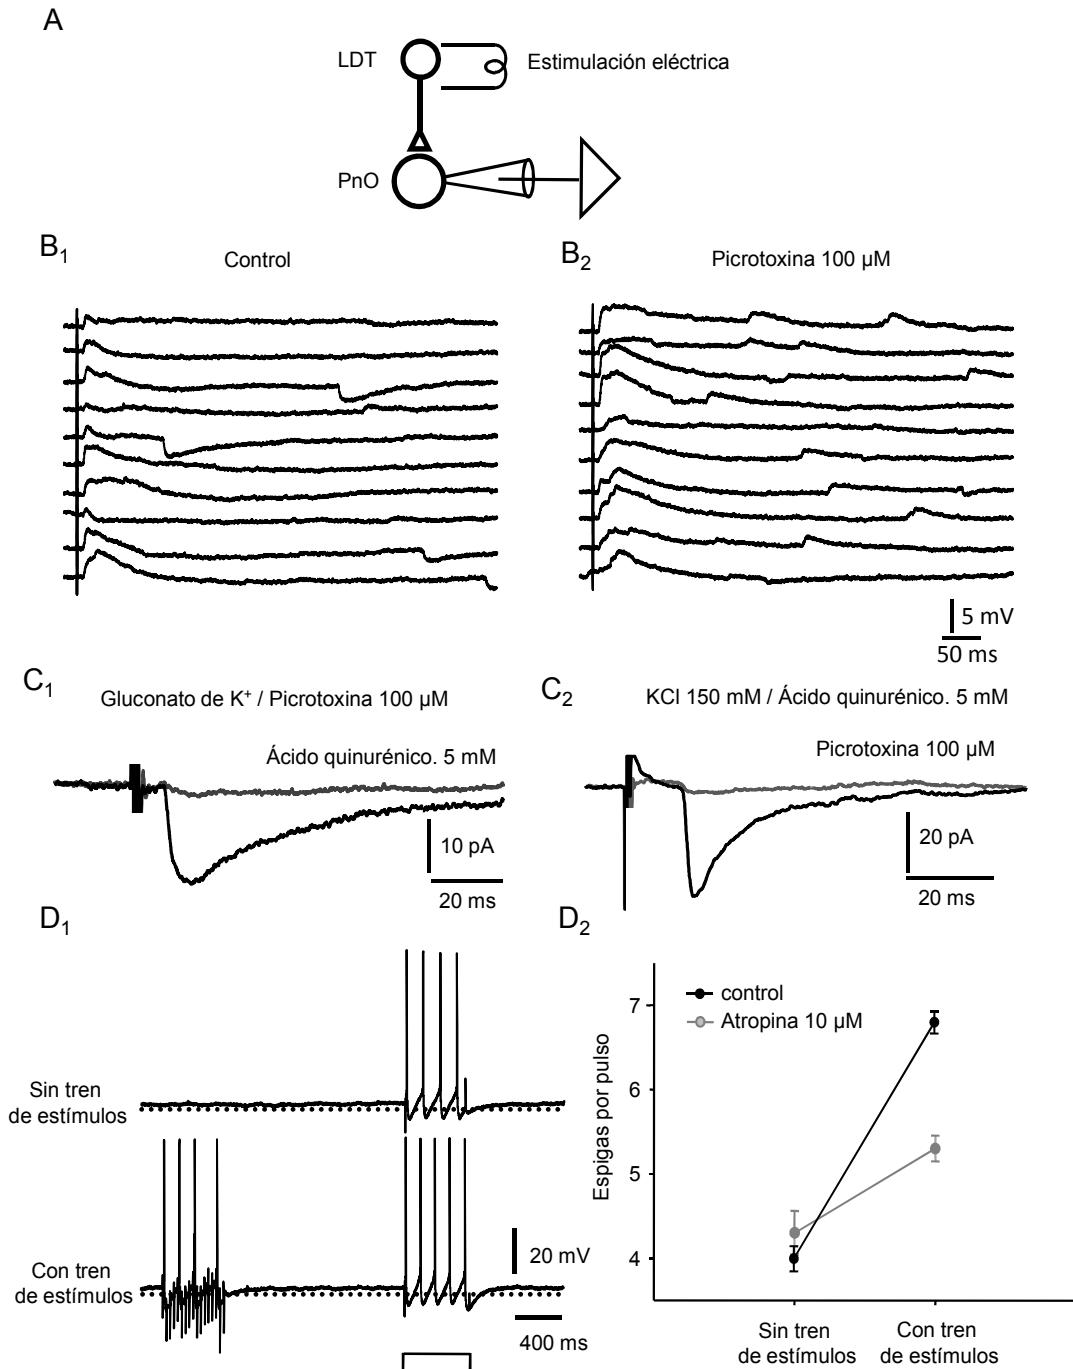 A
LDT
Estimulación eléctrica
PnO
B1
Control
B2
Picrotoxina 100 µM
5 mV
50 ms
C1
Gluconato de K+ / Picrotoxina 100 µM
Ácido quinurénico. 5 mM
10 pA
20 ms
C2
KCl 150 mM / Ácido quinurénico. 5 mM
Picrotoxina 100 µM
20 pA
20 ms
D1
Sin tren
de estímulos
Con tren
de estímulos
20 mV
400 ms
D2
control
Atropina 10 µM
Espigas por pulso
7
6
5
4
Sin tren
de estímulos
Con tren
de estímulos